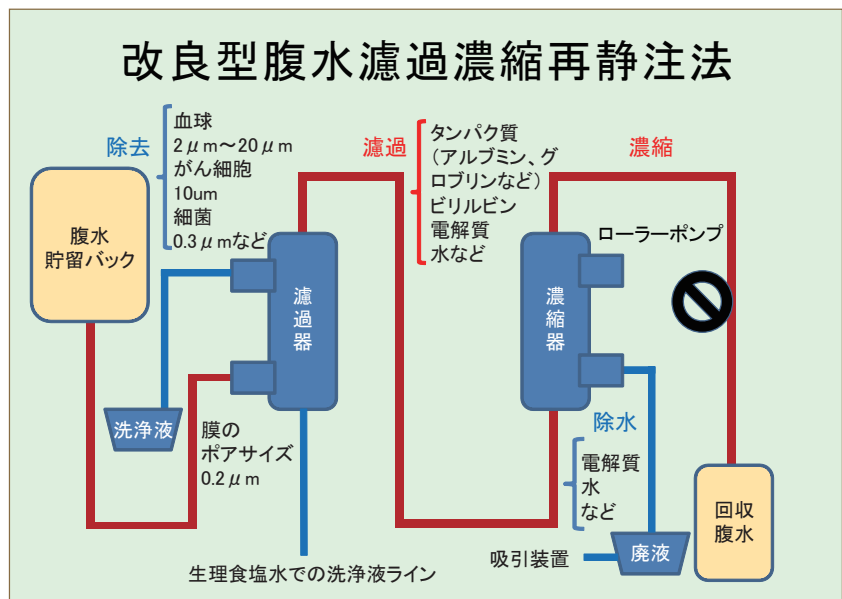 改良型腹水濾過濃縮再静注法
除去
血球
2μm～20μm
がん細胞
10um
細菌
0.3μmなど
濾過
タンパク質
（アルブミン、グ
ロブリンなど）
ビリルビン
電解質
水など
濃縮
腹水
貯留バック
濾過器
濃縮器
ローラーポンプ
洗浄液
膜の
ポアサイズ
0.2μm
除水
電解質
水
など
回収
腹水
生理食塩水での洗浄液ライン
吸引装置
廃液